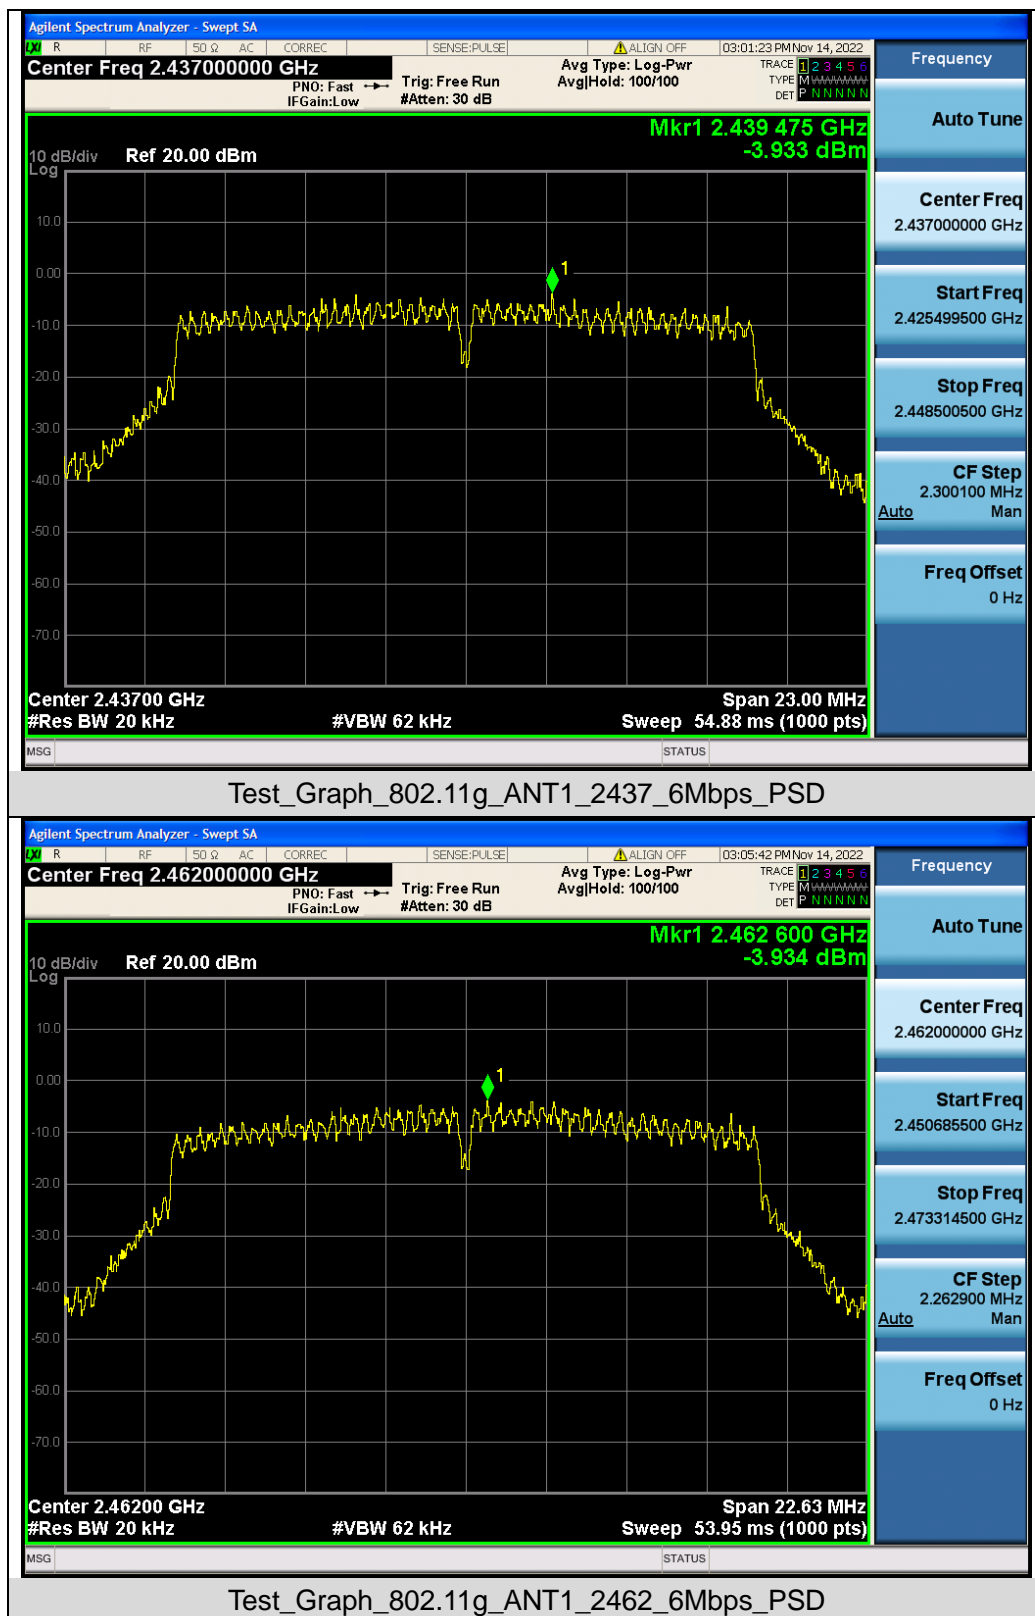 Agilent Spectrum Analyzer - Swept SA
LXI R RF 50 Ω AC CORREC SENSE:PULSE ALIGN OFF 03:01:23 PM Nov 14, 2022
Center Freq 2.437000000 GHz
PNO: Fast
IFGain:Low
Trig: Free Run
#Atten: 30 dB
Avg Type: Log-Pwr
Avg|Hold: 100/100
TRACE 1 2 3 4 5 6
TYPE M WWWWW
DET P N N N N N
Mkr1 2.439 475 GHz
-3.933 dBm
10 dB/div Ref 20.00 dBm
Log
10.0
0.00
-10.0
-20.0
-30.0
-40.0
-50.0
-60.0
-70.0
1
Center 2.43700 GHz Span 23.00 MHz
#Res BW 20 kHz #VBW 62 kHz Sweep 54.88 ms (1000 pts)
MSG STATUS
Frequency
Auto Tune
Center Freq
2.437000000 GHz
Start Freq
2.425499500 GHz
Stop Freq
2.448500500 GHz
CF Step
2.300100 MHz
Auto Man
Freq Offset
0 Hz
Test_Graph_802.11g_ANT1_2437_6Mbps_PSD
Agilent Spectrum Analyzer - Swept SA
LXI R RF 50 Ω AC CORREC SENSE:PULSE ALIGN OFF 03:05:42 PM Nov 14, 2022
Center Freq 2.462000000 GHz
PNO: Fast
IFGain:Low
Trig: Free Run
#Atten: 30 dB
Avg Type: Log-Pwr
Avg|Hold: 100/100
TRACE 1 2 3 4 5 6
TYPE M WWWWW
DET P N N N N N
Mkr1 2.462 600 GHz
-3.934 dBm
10 dB/div Ref 20.00 dBm
Log
10.0
0.00
-10.0
-20.0
-30.0
-40.0
-50.0
-60.0
-70.0
1
Center 2.46200 GHz Span 22.63 MHz
#Res BW 20 kHz #VBW 62 kHz Sweep 53.95 ms (1000 pts)
MSG STATUS
Frequency
Auto Tune
Center Freq
2.462000000 GHz
Start Freq
2.450685500 GHz
Stop Freq
2.473314500 GHz
CF Step
2.262900 MHz
Auto Man
Freq Offset
0 Hz
Test_Graph_802.11g_ANT1_2462_6Mbps_PSD